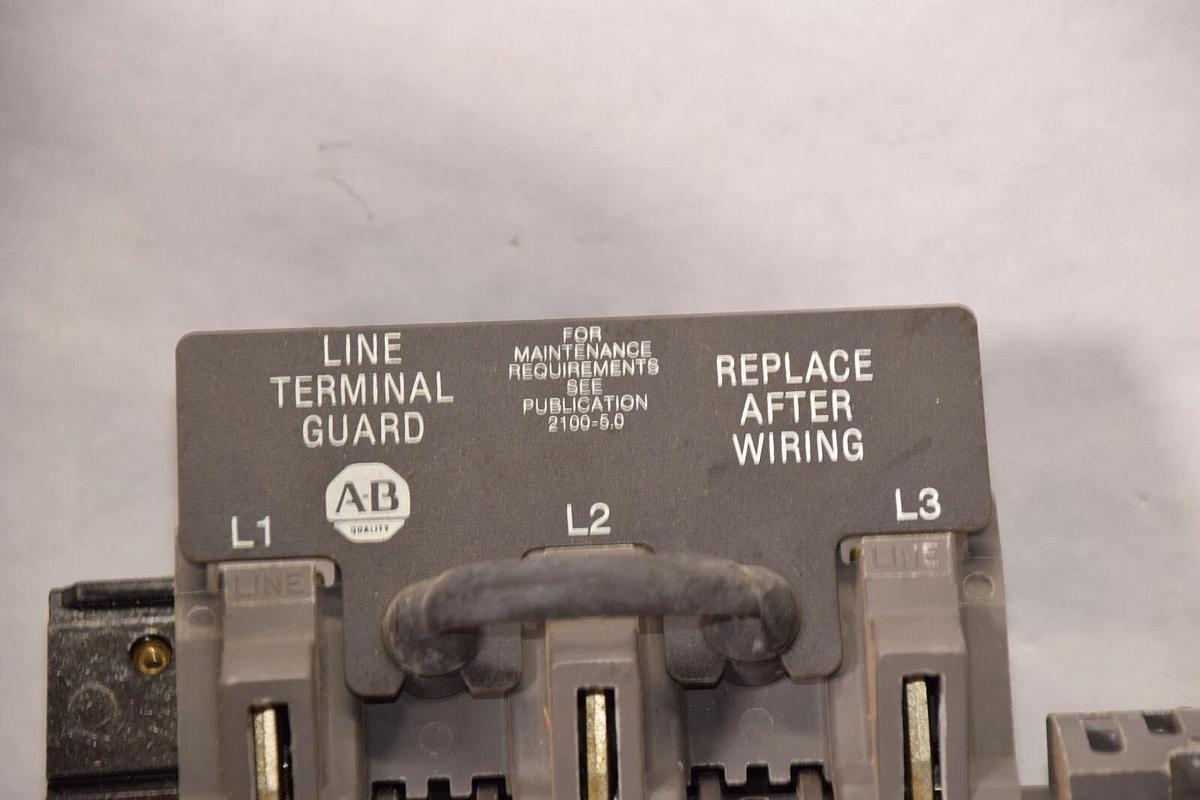 LINE
TERMINAL
GUARD
FOR
MAINTENANCE
REQUIREMENTS
SEE
PUBLICATION
2100-5.0
REPLACE
AFTER
WIRING
A-B
QUALITY
L1
L2
L3
LINE
LINE